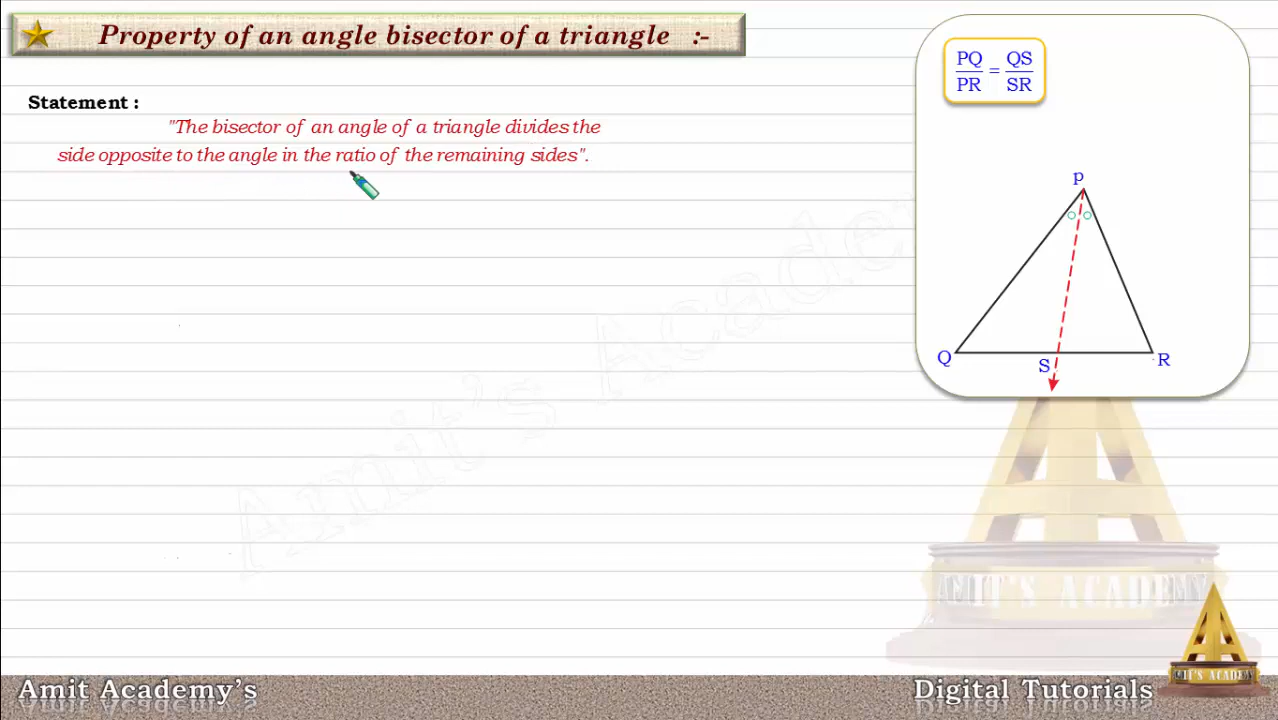 Property of an angle bisector of a triangle :-
Statement :
"The bisector of an angle of a triangle divides the
side opposite to the angle in the ratio of the remaining sides".
PQ/PR = QS/SR
P
Q
S
R
Amit's Academy
AMIT'S ACADEMY
Amit Academy's
Digital Tutorials
AMIT'S ACADEMY